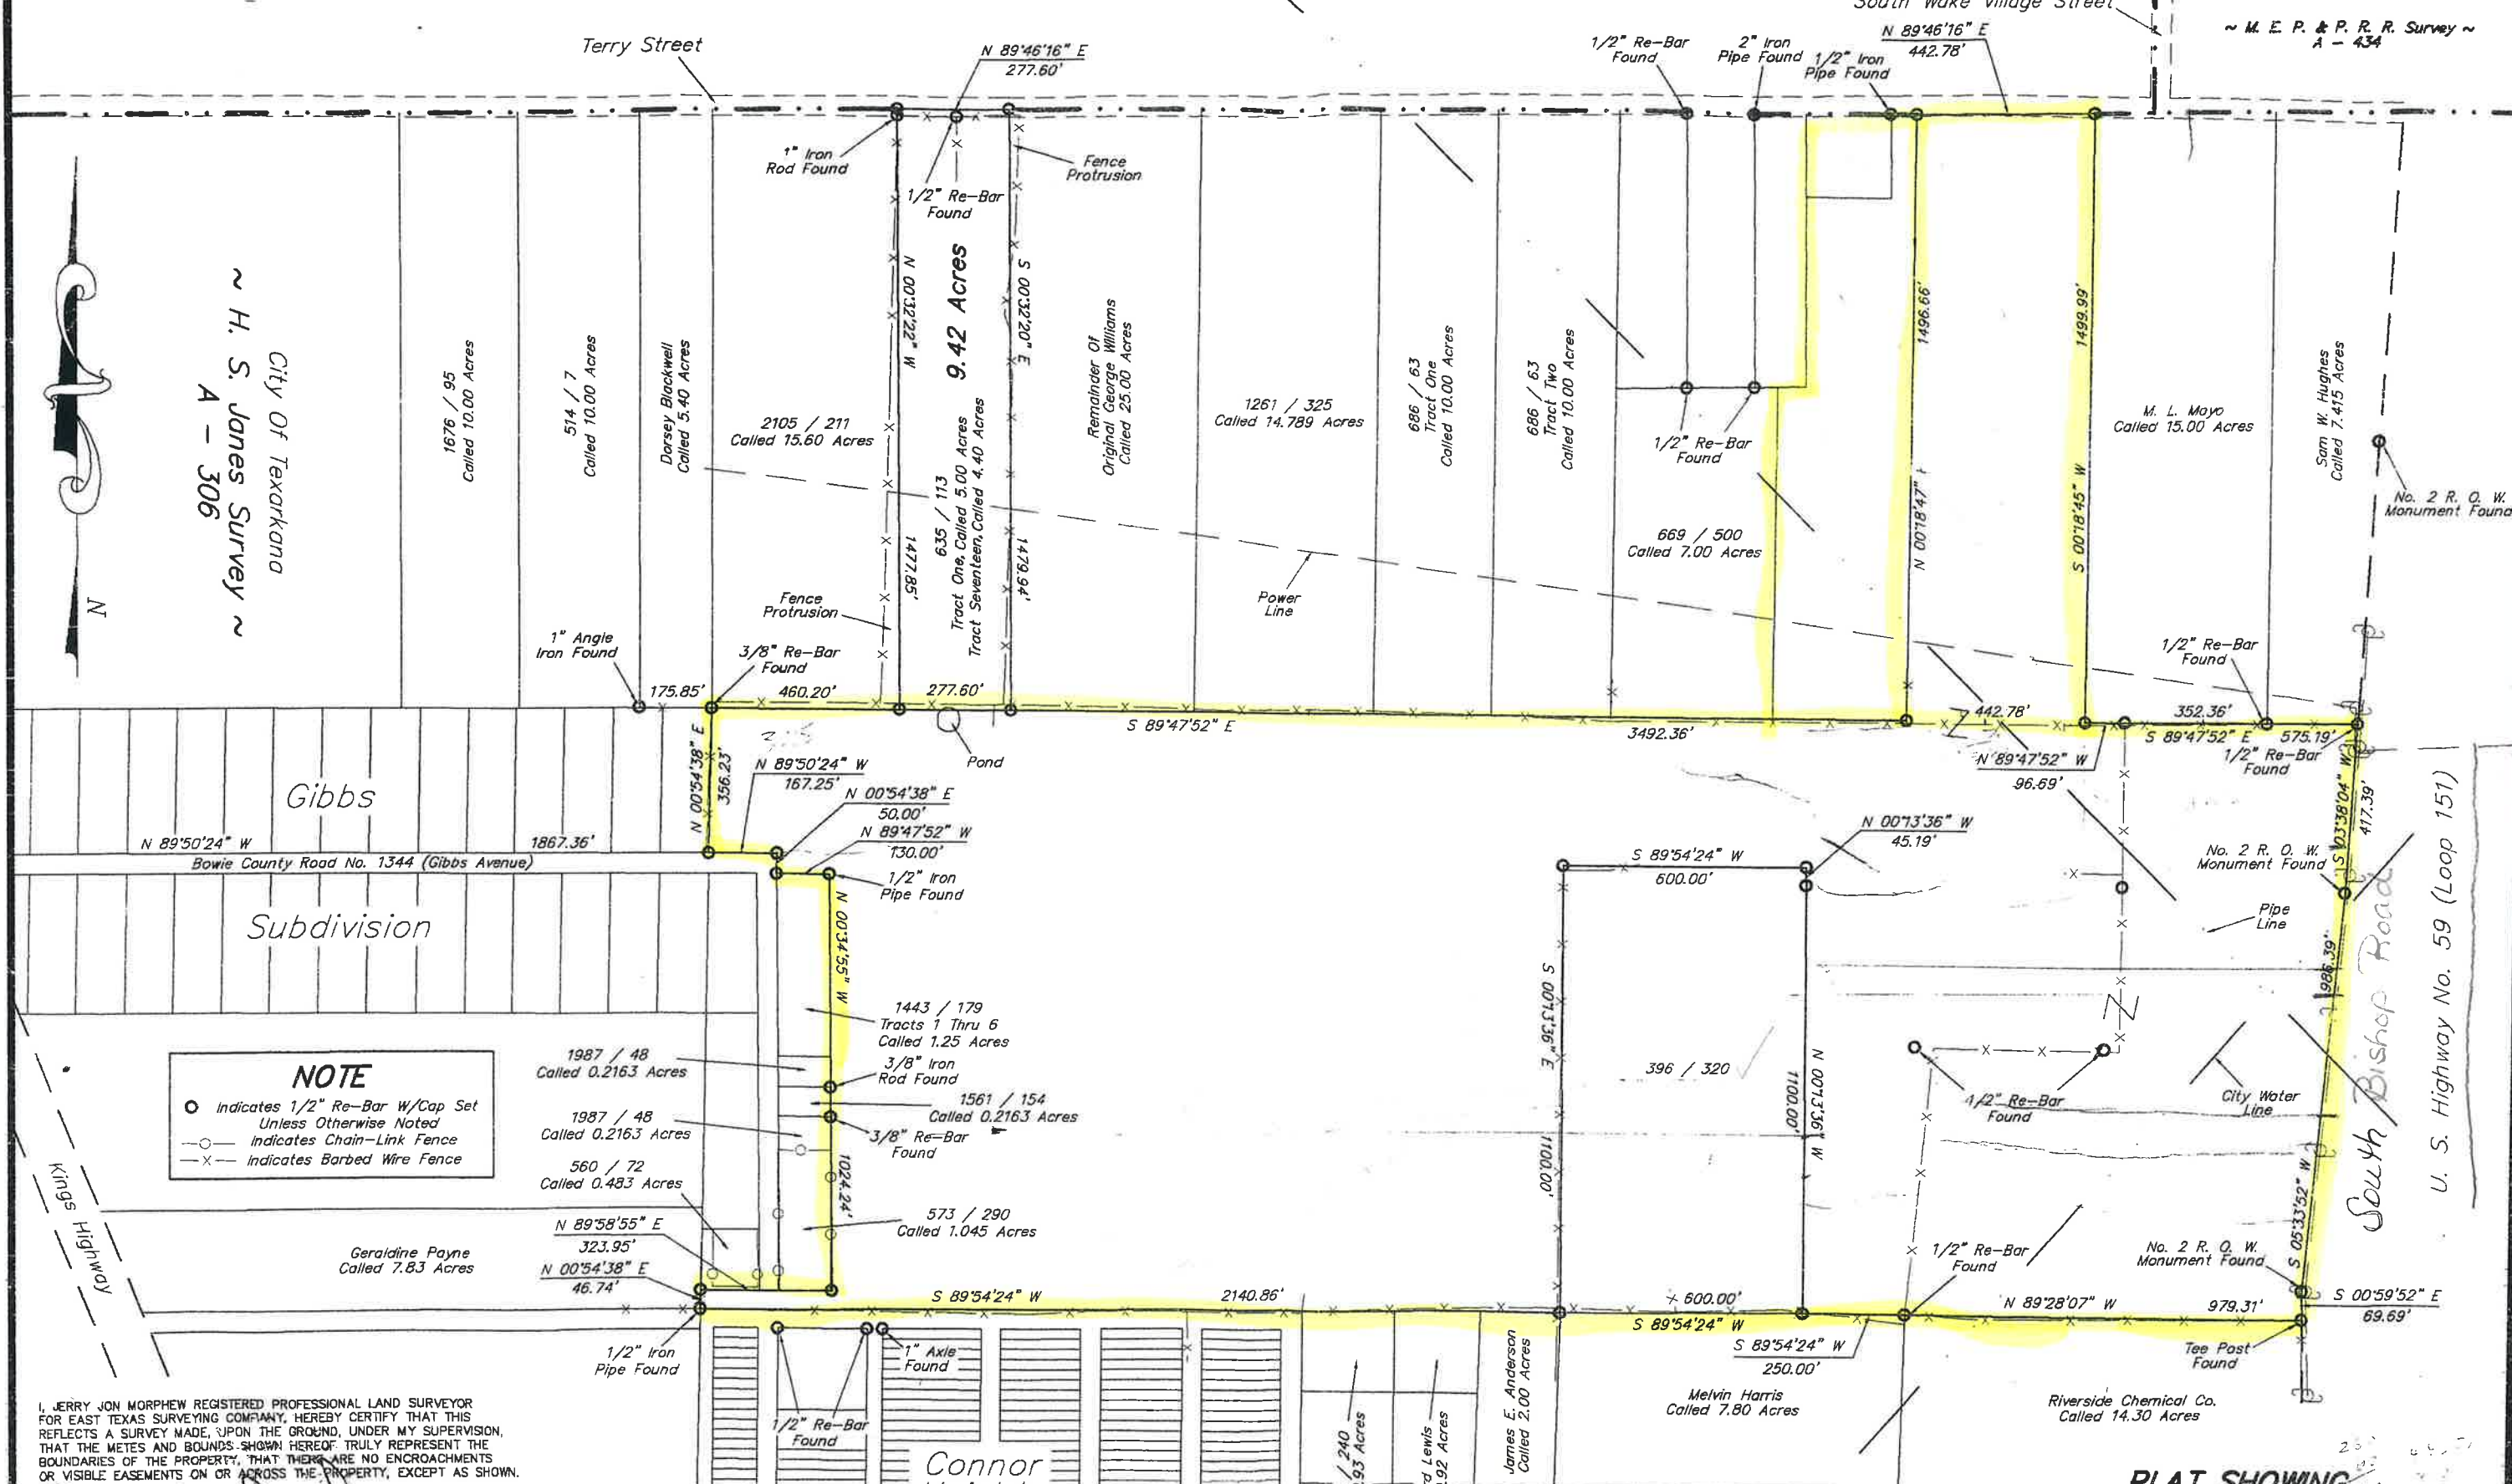 South Wake Village Street
~ M. E. P. & P. R. R. Survey ~
A - 434
Terry Street
N 89°46'16" E
277.60'
1/2" Re-Bar
Found
2" Iron
Pipe Found
1/2" Iron
Pipe Found
N 89°46'16" E
442.78'
1" Iron
Rod Found
1/2" Re-Bar
Found
Fence
Protrusion
City Of Texarkana
~ H. S. Janes Survey ~
A - 306
N
1676 / 95
Called 10.00 Acres
514 / 7
Called 10.00 Acres
Dorsey Blackwell
Called 5.40 Acres
2105 / 211
Called 15.60 Acres
N 00°32'22" W
1477.85'
9.42 Acres
635 / 113
Tract One, Called 5.00 Acres
Tract Seventeen, Called 4.40 Acres
S 00°32'20" E
1479.94'
Remainder Of
Original George Williams
Called 25.00 Acres
1261 / 325
Called 14.789 Acres
686 / 63
Tract One
Called 10.00 Acres
686 / 63
Tract Two
Called 10.00 Acres
1/2" Re-Bar
Found
669 / 500
Called 7.00 Acres
1496.66'
N 00°18'47"
1499.99'
S 00°18'45" W
M. L. Mayo
Called 15.00 Acres
Sam W. Hughes
Called 7.415 Acres
No. 2 R. O. W.
Monument Found
Fence
Protrusion
Power
Line
1" Angle
Iron Found
3/8" Re-Bar
Found
1/2" Re-Bar
Found
175.85'
460.20'
277.60'
S 89°47'52" E
3492.36'
442.78'
352.36'
S 89°47'52" E
575.19'
1/2" Re-Bar
Found
N 89°47'52" W
96.69'
Pond
N 00°54'38" E
356.23'
N 89°50'24" W
167.25'
N 00°54'38" E
50.00'
N 89°47'52" W
130.00'
1/2" Iron
Pipe Found
Gibbs
N 89°50'24" W
1867.36'
Bowie County Road No. 1344 (Gibbs Avenue)
Subdivision
N 00°34'55" W
1024.24'
S 89°54'24" W
600.00'
N 00°13'36" W
45.19'
S 03°38'04" W
417.39'
No. 2 R. O. W.
Monument Found
Pipe
Line
986.39'
S 05°33'52" W
South / Bishop Road
U. S. Highway No. 59 (Loop 151)
1443 / 179
Tracts 1 Thru 6
Called 1.25 Acres
3/8" Iron
Rod Found
1987 / 48
Called 0.2163 Acres
1561 / 154
Called 0.2163 Acres
1987 / 48
Called 0.2163 Acres
3/8" Re-Bar
Found
560 / 72
Called 0.483 Acres
573 / 290
Called 1.045 Acres
S 00°13'36" E
1100.00'
396 / 320
N 00°13'36" W
1100.00'
1/2" Re-Bar
Found
City Water
Line
NOTE
Indicates 1/2" Re-Bar W/Cap Set
Unless Otherwise Noted
Indicates Chain-Link Fence
Indicates Barbed Wire Fence
Kings Highway
Geraldine Payne
Called 7.83 Acres
N 89°58'55" E
323.95'
N 00°54'38" E
46.74'
1/2" Iron
Pipe Found
S 89°54'24" W
2140.86'
600.00'
S 89°54'24" W
S 89°54'24" W
250.00'
1/2" Re-Bar
Found
N 89°28'07" W
979.31'
No. 2 R. O. W.
Monument Found
S 00°59'52" E
69.69'
Tee Post
Found
1" Axle
Found
1/2" Re-Bar
Found
Connor
/ 240
.93 Acres
rd Lewis
.92 Acres
James E. Anderson
Called 2.00 Acres
Melvin Harris
Called 7.80 Acres
Riverside Chemical Co.
Called 14.30 Acres
I, JERRY JON MORPHEW REGISTERED PROFESSIONAL LAND SURVEYOR
FOR EAST TEXAS SURVEYING COMPANY, HEREBY CERTIFY THAT THIS
REFLECTS A SURVEY MADE, UPON THE GROUND, UNDER MY SUPERVISION,
THAT THE METES AND BOUNDS SHOWN HEREOF TRULY REPRESENT THE
BOUNDARIES OF THE PROPERTY, THAT THERE ARE NO ENCROACHMENTS
OR VISIBLE EASEMENTS ON OR ACROSS THE PROPERTY, EXCEPT AS SHOWN.
PLAT SHOWING